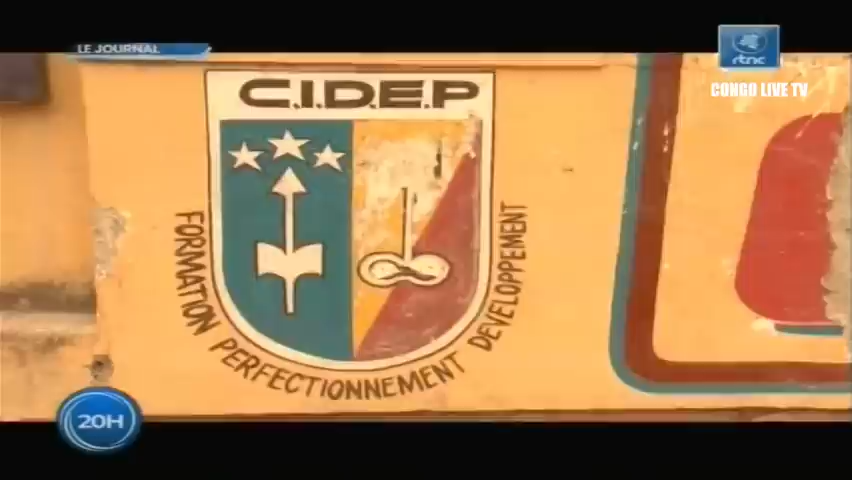 LE JOURNAL
rtnc
CONGO LIVE TV
C.I.D.E.P
FORMATION PERFECTIONNEMENT DEVELOPPEMENT
20H